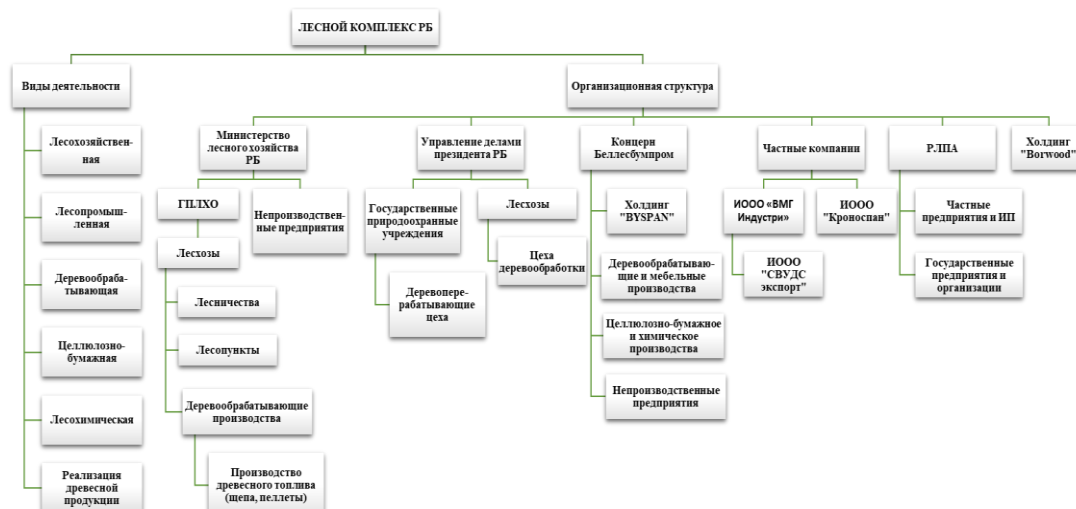 ЛЕСНОЙ КОМПЛЕКС РБ
Виды деятельности
Лесохозяйствен-
ная
Лесопромыш-
ленная
Деревообраба-
тывающая
Целлюлозно-
бумажная
Лесохимическая
Реализация
древесной
продукции
Организационная структура
Министерство
лесного хозяйства
РБ
ГПЛХО
Лесхозы
Лесничества
Лесопункты
Деревообрабатывающие
производства
Производство
древесного топлива
(щепа, пеллеты)
Непроизводствен-
ные предприятия
Управление делами
президента РБ
Государственные
природоохранные
учреждения
Деревопере-
рабатывающие
цеха
Лесхозы
Цеха
деревообработки
Концерн
Беллесбумпром
Холдинг
"BYSPAN"
Деревообрабатываю-
щие и мебельные
производства
Целлюлозно-бумажное
и химическое
производства
Непроизводственные
предприятия
Частные компании
ИООО «ВМГ
Индустри»
ИООО
"СВУДС
экспорт"
ИООО
"Кроноспан"
РЛПА
Частные
предприятия и ИП
Государственные
предприятия и
организации
Холдинг
"Borwood"